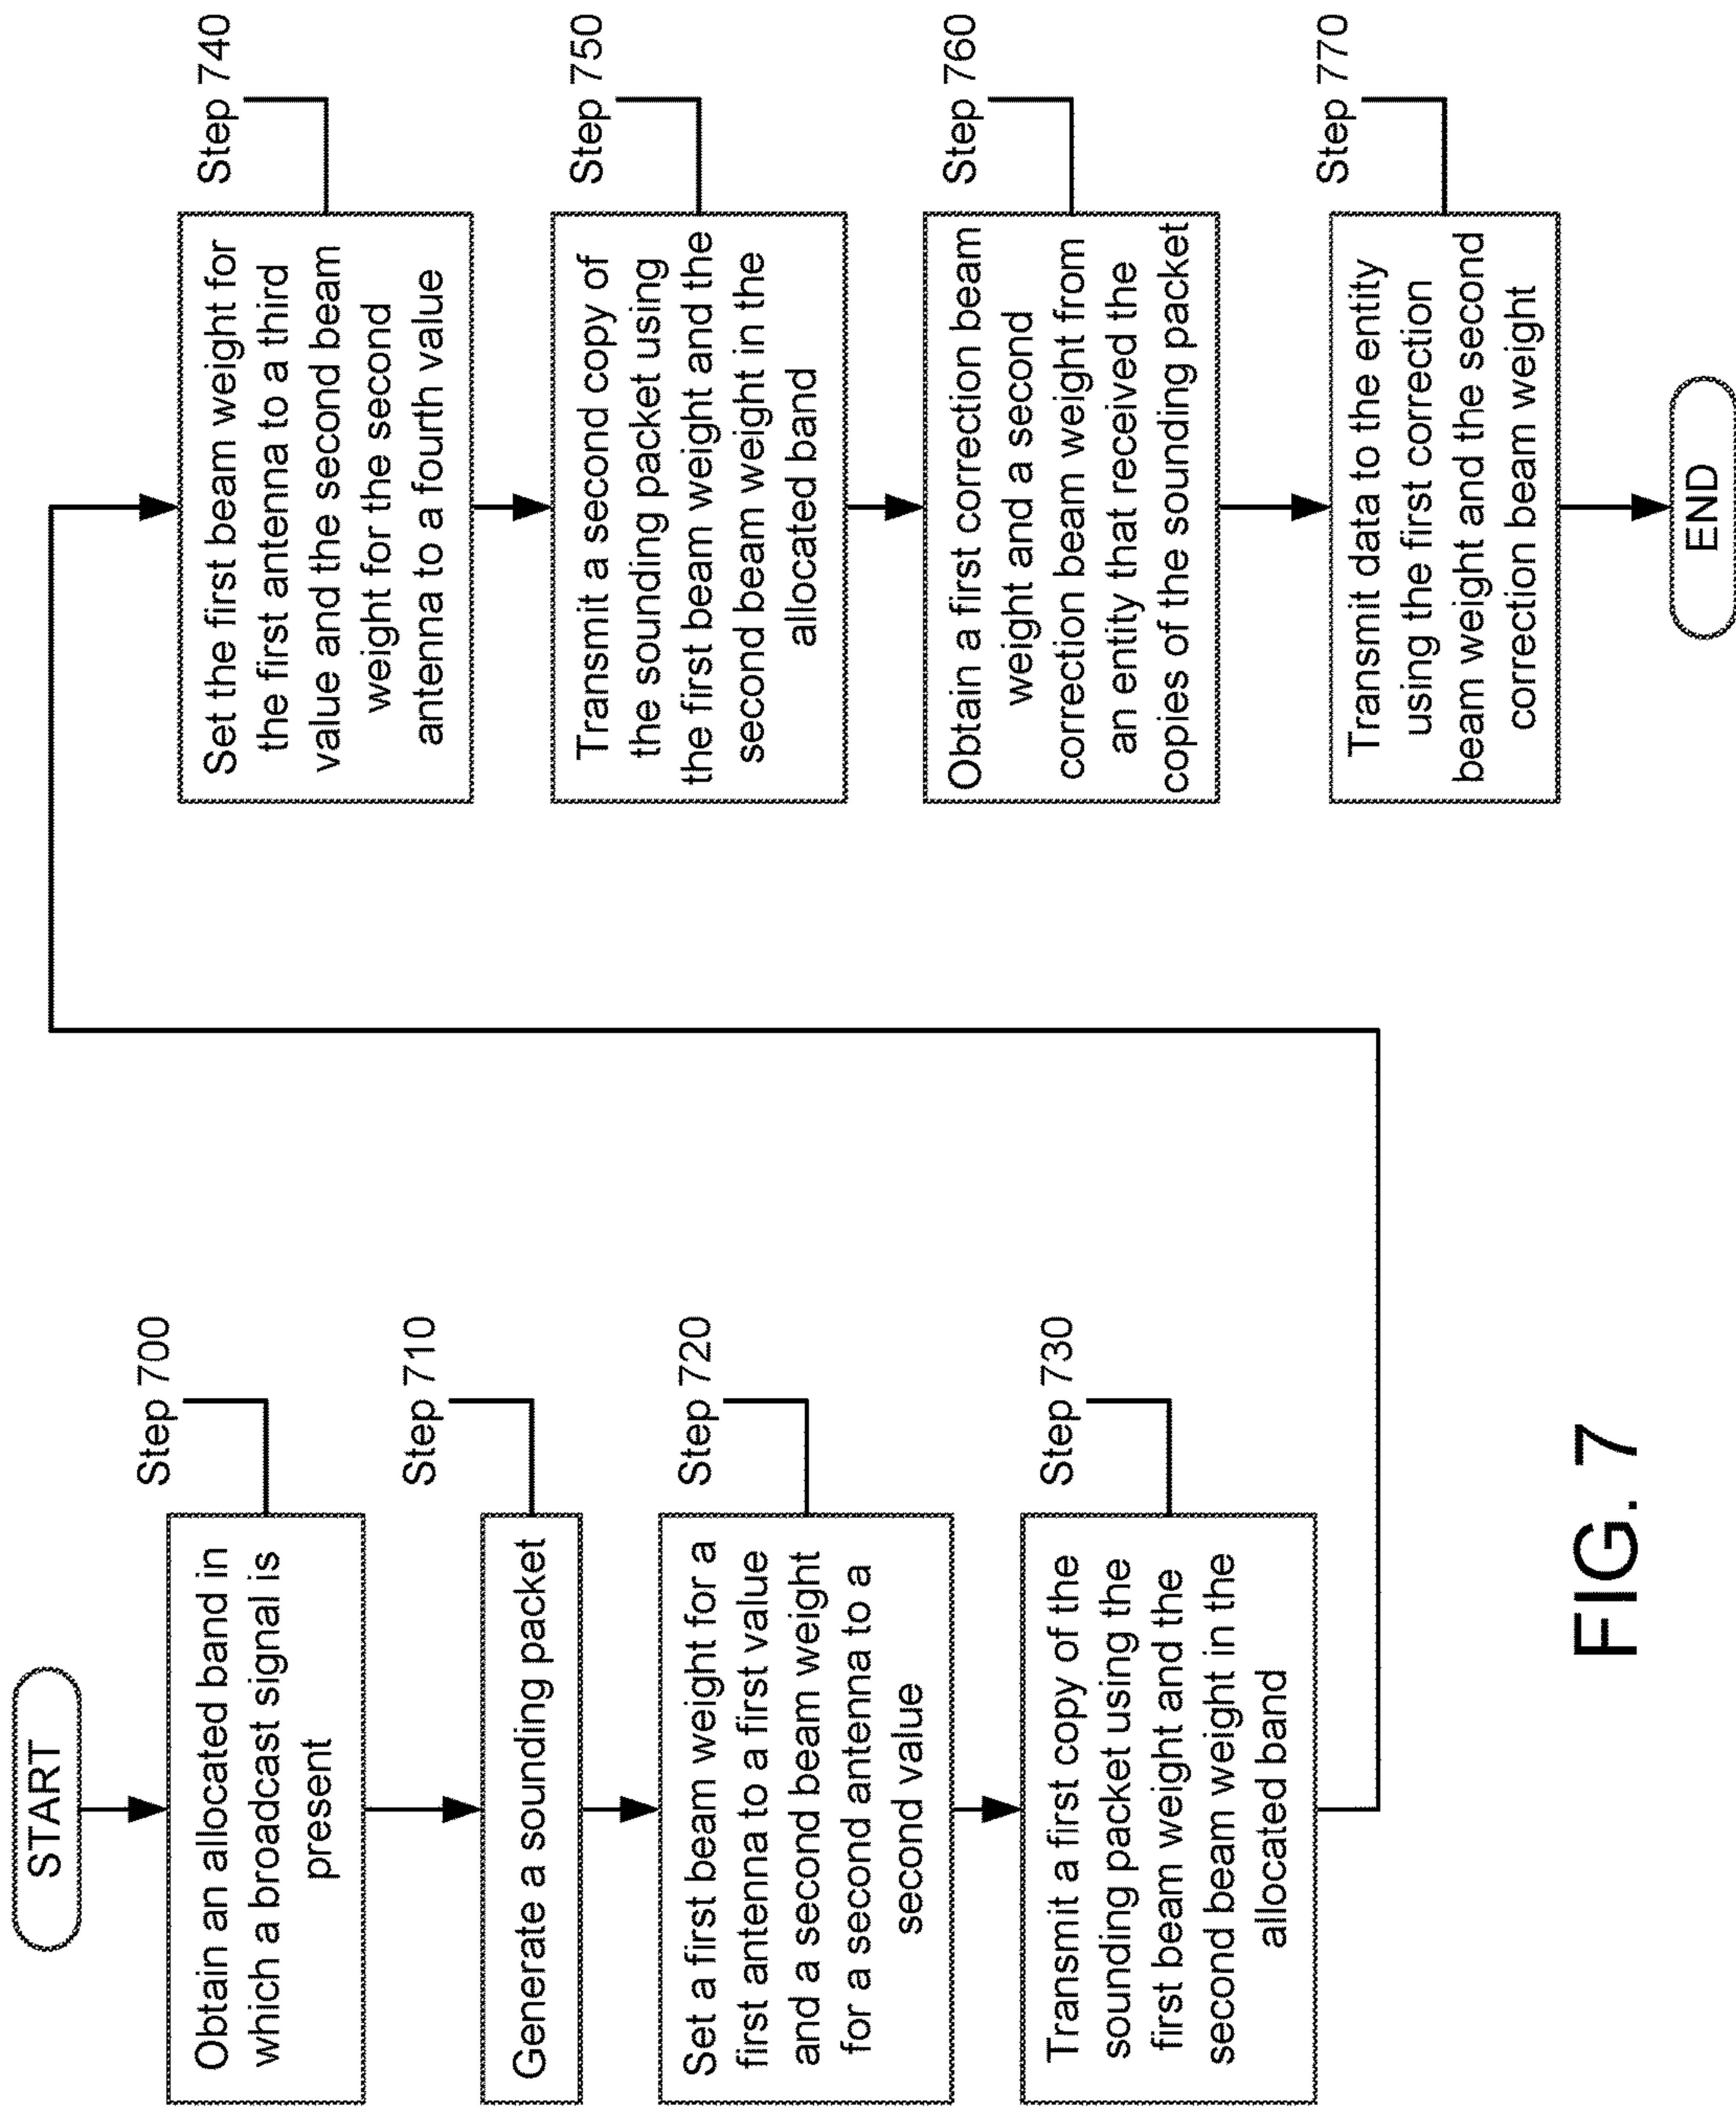 START
Step 700
Obtain an allocated band in
which a broadcast signal is
present
Step 710
Generate a sounding packet
Step 720
Set a first beam weight for a
first antenna to a first value
and a second beam weight
for a second antenna to a
second value
Step 730
Transmit a first copy of the
sounding packet using the
first beam weight and the
second beam weight in the
allocated band
Step 740
Set the first beam weight for
the first antenna to a third
value and the second beam
weight for the second
antenna to a fourth value
Step 750
Transmit a second copy of
the sounding packet using
the first beam weight and the
second beam weight in the
allocated band
Step 760
Obtain a first correction beam
weight and a second
correction beam weight from
an entity that received the
copies of the sounding packet
Step 770
Transmit data to the entity
using the first correction
beam weight and the second
correction beam weight
END
FIG. 7